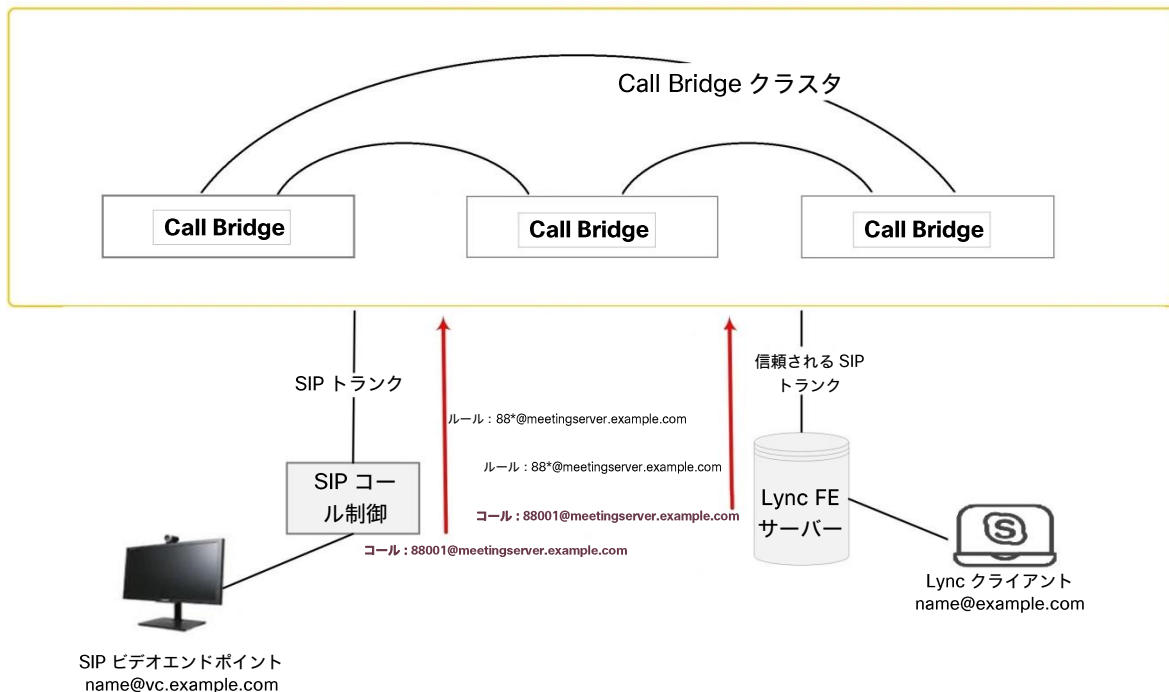 Call Bridge クラスタ
Call Bridge
Call Bridge
Call Bridge
SIP トランク
信頼される SIP
トランク
ルール : 88*@meetingserver.example.com
ルール : 88*@meetingserver.example.com
SIP コー
ル制御
Lync FE
サーバー
コール : 88001@meetingserver.example.com
コール : 88001@meetingserver.example.com
Lync クライアント
name@example.com
SIP ビデオエンドポイント
name@vc.example.com